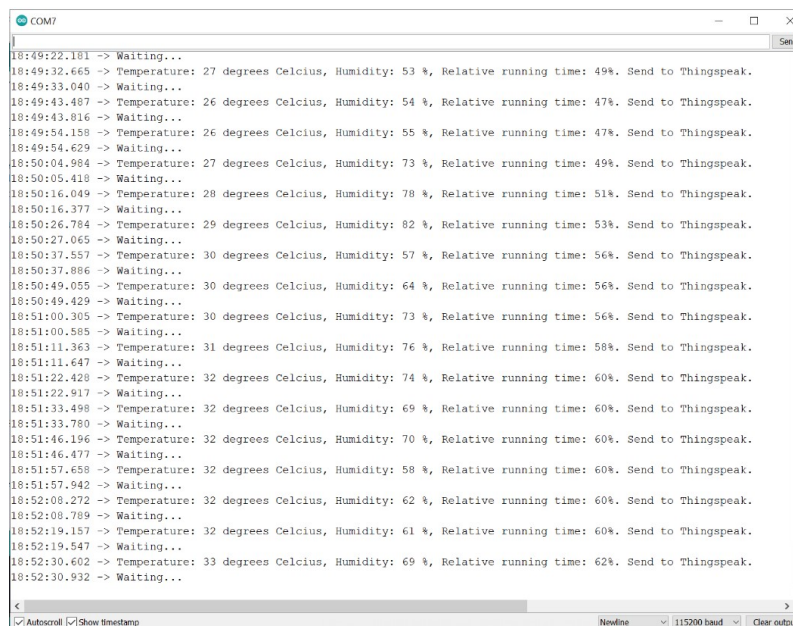 COM7
Send
18:49:22.181 -> Waiting...
18:49:32.665 -> Temperature: 27 degrees Celcius, Humidity: 53 %, Relative running time: 49%. Send to Thingspeak.
18:49:33.040 -> Waiting...
18:49:43.487 -> Temperature: 26 degrees Celcius, Humidity: 54 %, Relative running time: 47%. Send to Thingspeak.
18:49:43.816 -> Waiting...
18:49:54.158 -> Temperature: 26 degrees Celcius, Humidity: 55 %, Relative running time: 47%. Send to Thingspeak.
18:49:54.629 -> Waiting...
18:50:04.984 -> Temperature: 27 degrees Celcius, Humidity: 73 %, Relative running time: 49%. Send to Thingspeak.
18:50:05.418 -> Waiting...
18:50:16.049 -> Temperature: 28 degrees Celcius, Humidity: 78 %, Relative running time: 51%. Send to Thingspeak.
18:50:16.377 -> Waiting...
18:50:26.784 -> Temperature: 29 degrees Celcius, Humidity: 82 %, Relative running time: 53%. Send to Thingspeak.
18:50:27.065 -> Waiting...
18:50:37.557 -> Temperature: 30 degrees Celcius, Humidity: 57 %, Relative running time: 56%. Send to Thingspeak.
18:50:37.886 -> Waiting...
18:50:49.055 -> Temperature: 30 degrees Celcius, Humidity: 64 %, Relative running time: 56%. Send to Thingspeak.
18:50:49.429 -> Waiting...
18:51:00.305 -> Temperature: 30 degrees Celcius, Humidity: 73 %, Relative running time: 56%. Send to Thingspeak.
18:51:00.585 -> Waiting...
18:51:11.363 -> Temperature: 31 degrees Celcius, Humidity: 76 %, Relative running time: 58%. Send to Thingspeak.
18:51:11.647 -> Waiting...
18:51:22.428 -> Temperature: 32 degrees Celcius, Humidity: 74 %, Relative running time: 60%. Send to Thingspeak.
18:51:22.917 -> Waiting...
18:51:33.498 -> Temperature: 32 degrees Celcius, Humidity: 69 %, Relative running time: 60%. Send to Thingspeak.
18:51:33.780 -> Waiting...
18:51:46.196 -> Temperature: 32 degrees Celcius, Humidity: 70 %, Relative running time: 60%. Send to Thingspeak.
18:51:46.477 -> Waiting...
18:51:57.658 -> Temperature: 32 degrees Celcius, Humidity: 58 %, Relative running time: 60%. Send to Thingspeak.
18:51:57.942 -> Waiting...
18:52:08.272 -> Temperature: 32 degrees Celcius, Humidity: 62 %, Relative running time: 60%. Send to Thingspeak.
18:52:08.789 -> Waiting...
18:52:19.157 -> Temperature: 32 degrees Celcius, Humidity: 61 %, Relative running time: 60%. Send to Thingspeak.
18:52:19.547 -> Waiting...
18:52:30.602 -> Temperature: 33 degrees Celcius, Humidity: 69 %, Relative running time: 62%. Send to Thingspeak.
18:52:30.932 -> Waiting...
Autoscroll Show timestamp Newline 115200 baud Clear outpu